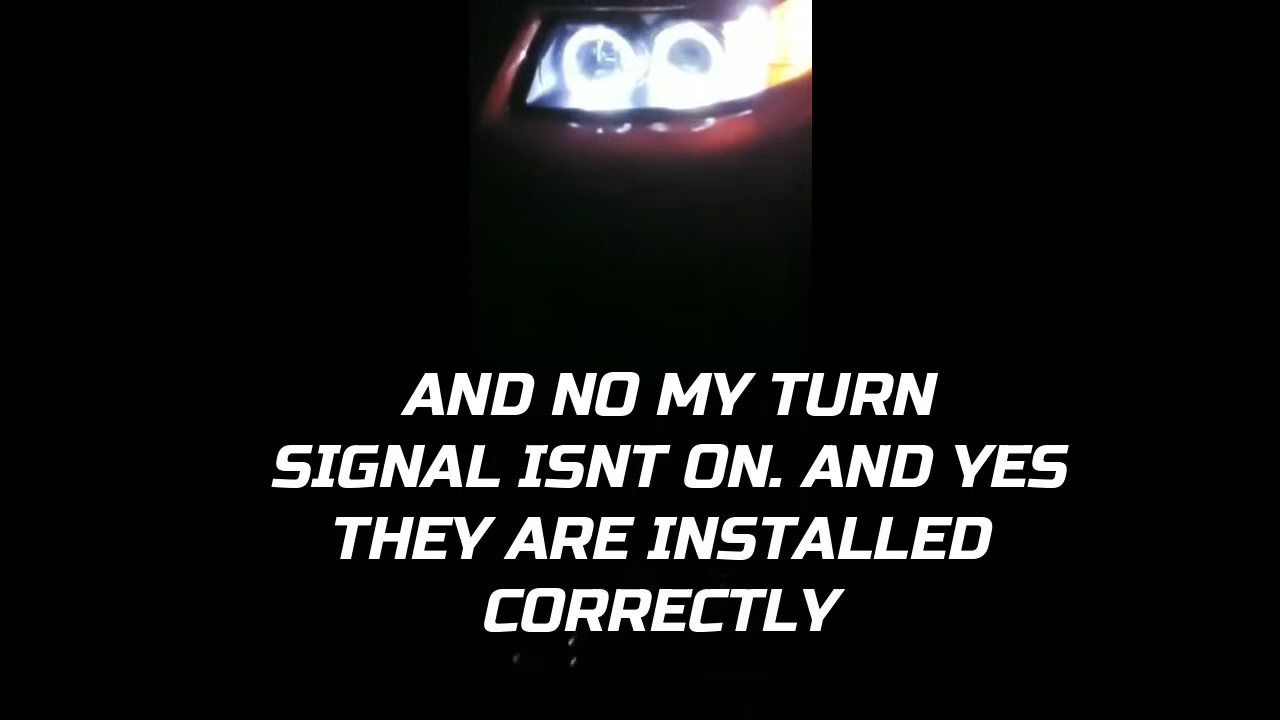 AND NO MY TURN
SIGNAL ISNT ON. AND YES
THEY ARE INSTALLED
CORRECTLY